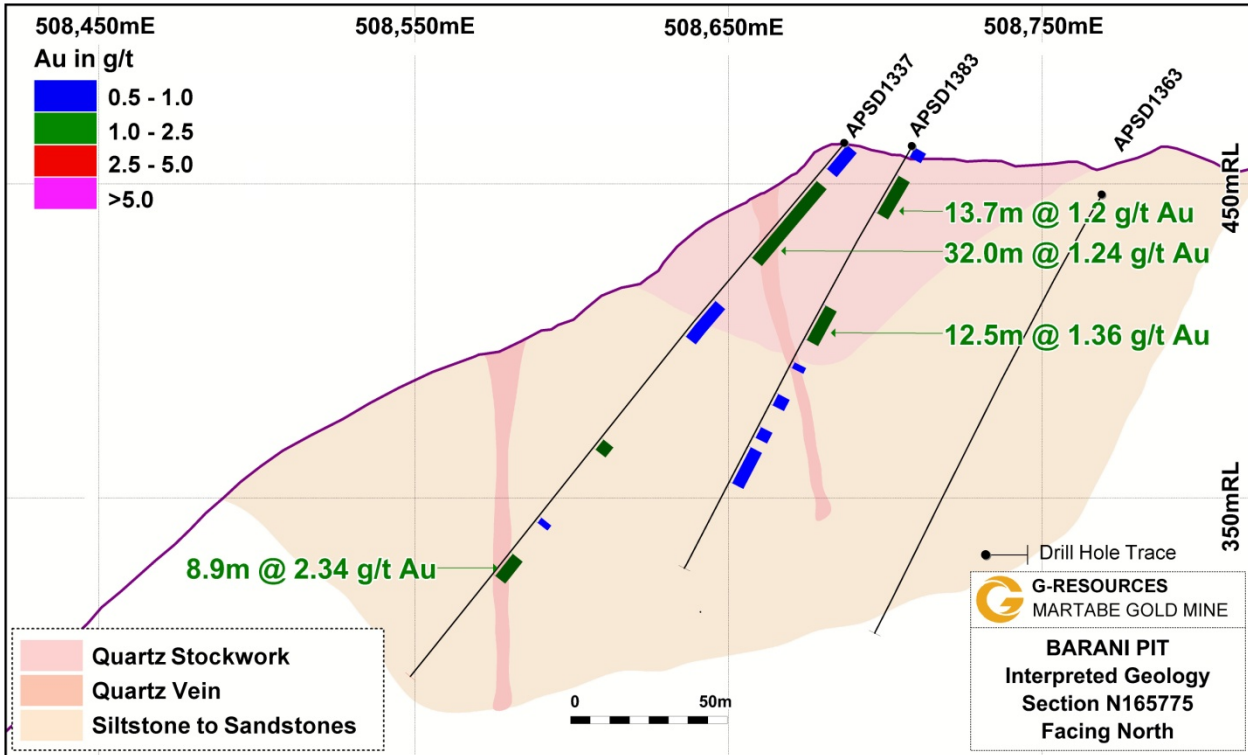 508,450mE
508,550mE
508,650mE
508,750mE
Au in g/t
0.5 - 1.0
1.0 - 2.5
2.5 - 5.0
>5.0
APSD1337
APSD1383
APSD1363
450mRL
13.7m @ 1.2 g/t Au
32.0m @ 1.24 g/t Au
12.5m @ 1.36 g/t Au
350mRL
8.9m @ 2.34 g/t Au
Drill Hole Trace
G-RESOURCES
MARTABE GOLD MINE
BARANI PIT
Interpreted Geology
Section N165775
Facing North
Quartz Stockwork
Quartz Vein
Siltstone to Sandstones
0 50m